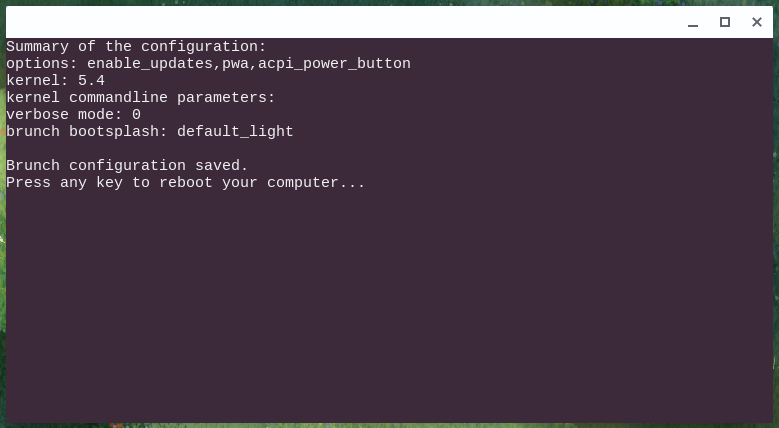 Summary of the configuration:
options: enable_updates,pwa,acpi_power_button
kernel: 5.4
kernel commandline parameters:
verbose mode: 0
brunch bootsplash: default_light
Brunch configuration saved.
Press any key to reboot your computer...